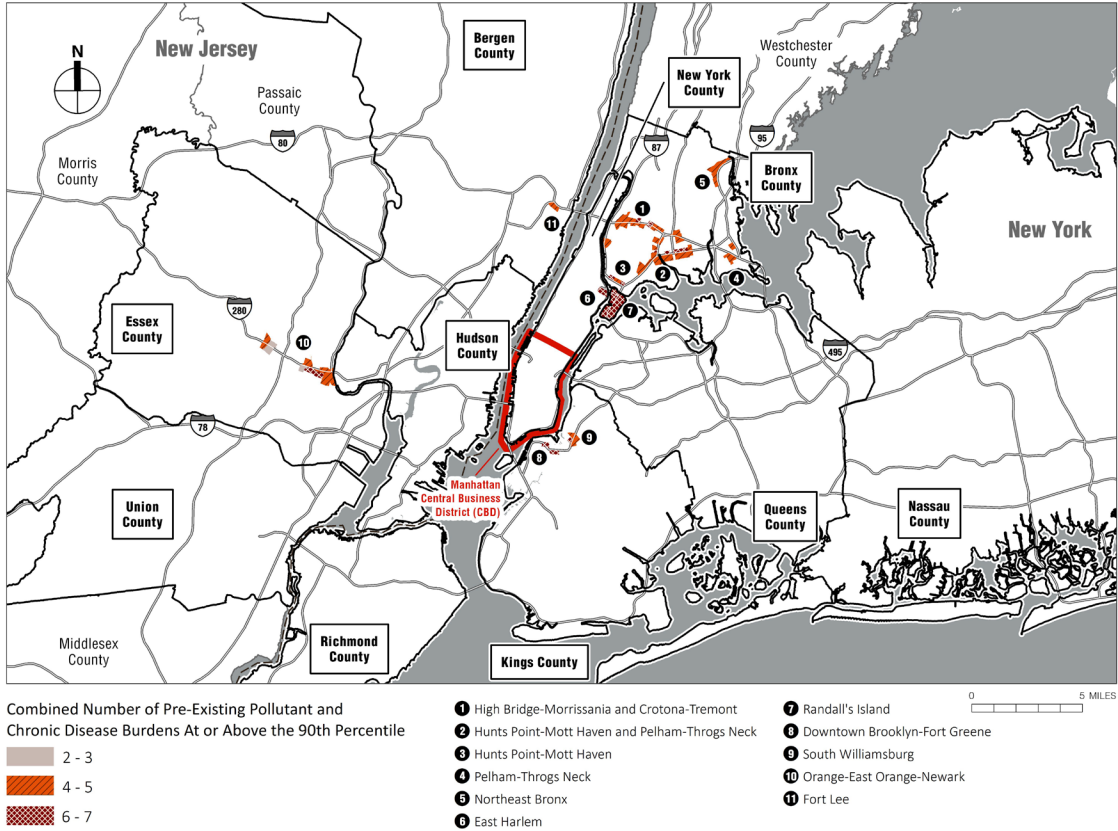 New Jersey
Bergen
County
Westchester
County
N
New York
County
Passaic
County
80
87
95
Morris
County
Bronx
County
5
1
11
New York
3
2
4
6
7
280
Essex
County
10
Hudson
County
495
78
9
8
Manhattan
Central Business
District (CBD)
Union
County
Queens
County
Nassau
County
Middlesex
County
Richmond
County
Kings County
0 5 MILES
Combined Number of Pre-Existing Pollutant and
Chronic Disease Burdens At or Above the 90th Percentile
2 - 3
4 - 5
6 - 7
1 High Bridge-Morrissania and Crotona-Tremont
2 Hunts Point-Mott Haven and Pelham-Throgs Neck
3 Hunts Point-Mott Haven
4 Pelham-Throgs Neck
5 Northeast Bronx
6 East Harlem
7 Randall's Island
8 Downtown Brooklyn-Fort Greene
9 South Williamsburg
10 Orange-East Orange-Newark
11 Fort Lee